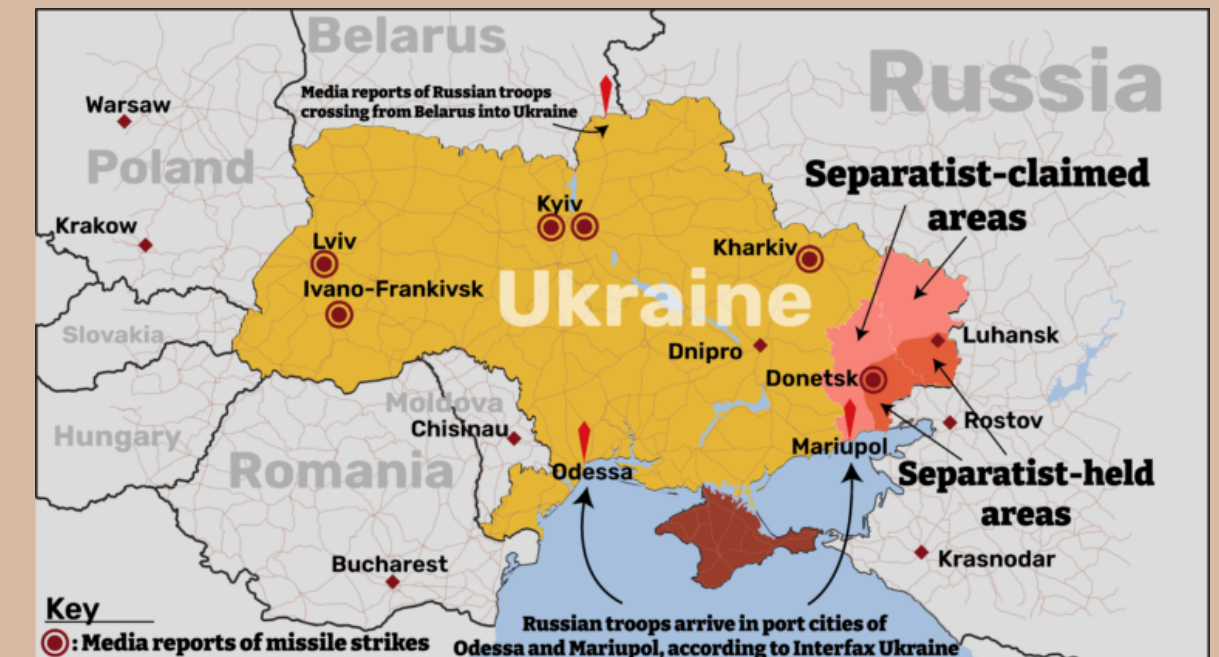 Belarus
Russia
Media reports of Russian troops
crossing from Belarus into Ukraine
Warsaw
Poland
Separatist-claimed
areas
Krakow
Kyiv
Lviv
Kharkiv
Ivano-Frankivsk
Ukraine
Slovakia
Luhansk
Dnipro
Donetsk
Moldova
Chisinau
Rostov
Hungary
Mariupol
Romania
Odessa
Separatist-held
areas
Bucharest
Krasnodar
Key
: Media reports of missile strikes
Russian troops arrive in port cities of
Odessa and Mariupol, according to Interfax Ukraine